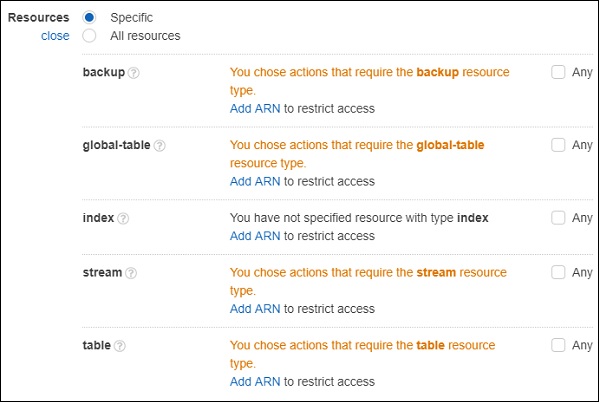 Resources Specific
close All resources
backup ? You chose actions that require the backup resource Any
type.
Add ARN to restrict access
global-table ? You chose actions that require the global-table Any
resource type.
Add ARN to restrict access
index ? You have not specified resource with type index Any
Add ARN to restrict access
stream ? You chose actions that require the stream resource Any
type.
Add ARN to restrict access
table ? You chose actions that require the table resource Any
type.
Add ARN to restrict access